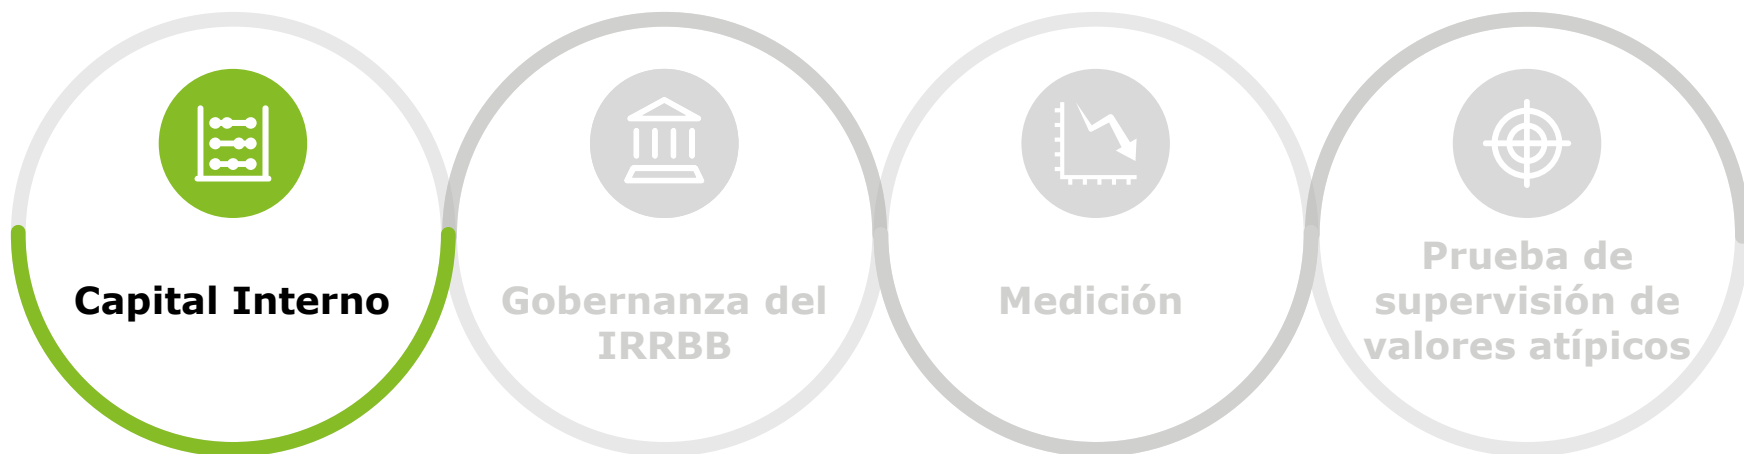 Capital Interno
Gobernanza del
IRRBB
Medición
Prueba de
supervisión de
valores atípicos